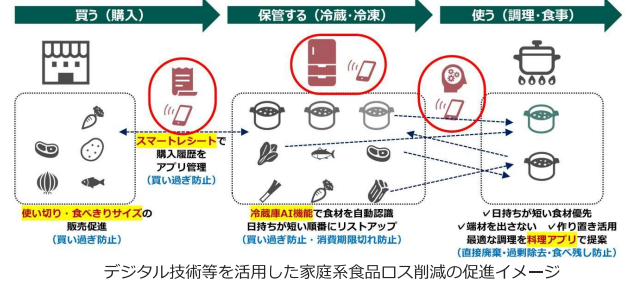 買う（購入）
保管する（冷蔵・冷凍）
使う（調理・食事）
スマートレシートで
購入履歴を
アプリ管理
（買い過ぎ防止）
使い切り・食べきりサイズの
販売促進
（買い過ぎ防止）
冷蔵庫AI機能で食材を自動認識
日持ちが短い順番にリストアップ
（買い過ぎ防止・消費期限切れ防止）
✓日持ちが短い食材優先
✓端材を出さない ✓作り置き活用
最適な調理を料理アプリで提案
（直接廃棄・過剰除去・食べ残し防止）
デジタル技術等を活用した家庭系食品ロス削減の促進イメージ